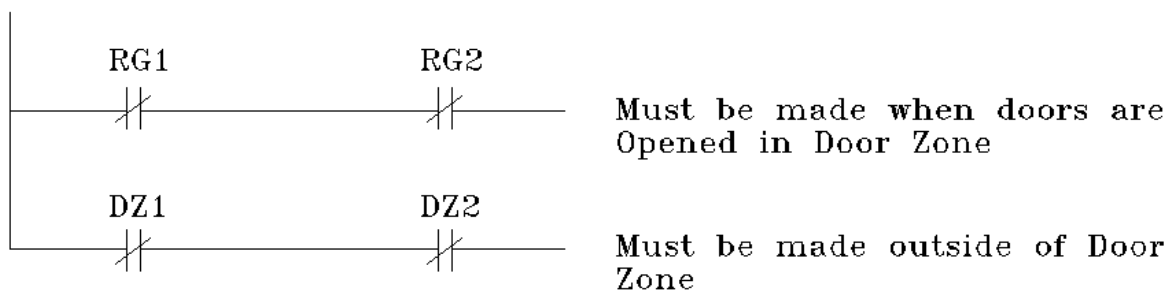 RG1 RG2
Must be made when doors are
Opened in Door Zone
DZ1 DZ2
Must be made outside of Door
Zone